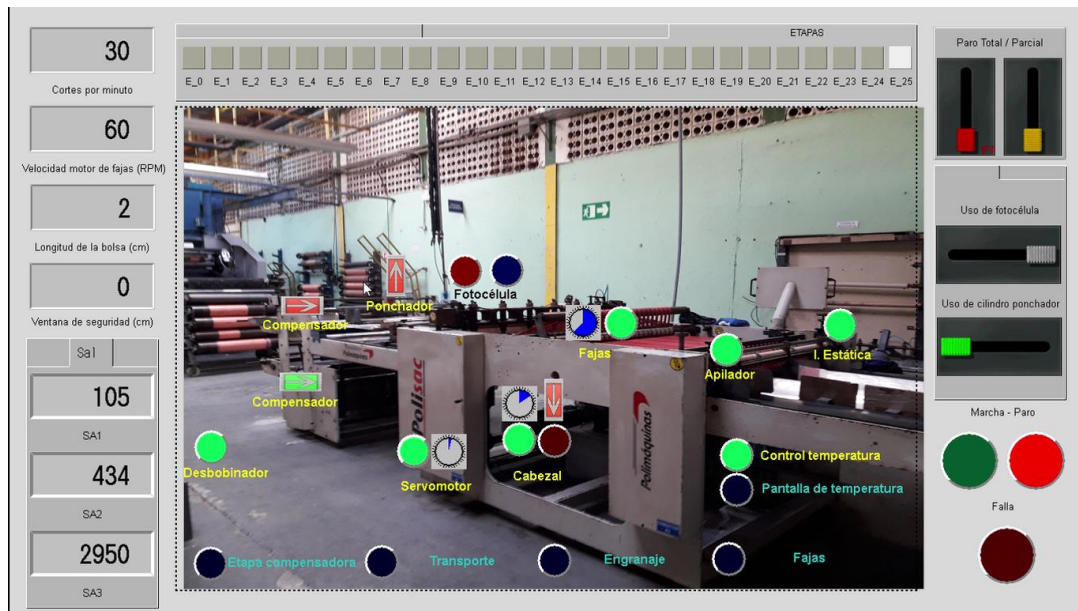 30
Cortes por minuto
60
Velocidad motor de fajas (RPM)
2
Longitud de la bolsa (cm)
0
Ventana de seguridad (cm)
Sal
105
SA1
434
SA2
2950
SA3
ETAPAS
E_0 E_1 E_2 E_3 E_4 E_5 E_6 E_7 E_8 E_9 E_10 E_11 E_12 E_13 E_14 E_15 E_16 E_17 E_18 E_19 E_20 E_21 E_22 E_23 E_24 E_25
Ponchador
Fotocélula
Compensador
Fajas
I. Estática
Apilador
Compensador
Polisac
Polimáquinas
Polimáquinas
Desbobinador
Servomotor
Cabezal
Control temperatura
Pantalla de temperatura
Etapa compensadora
Transporte
Engranaje
Fajas
Paro Total / Parcial
Uso de fotocélula
Uso de cilindro ponchador
Marcha - Paro
Falla